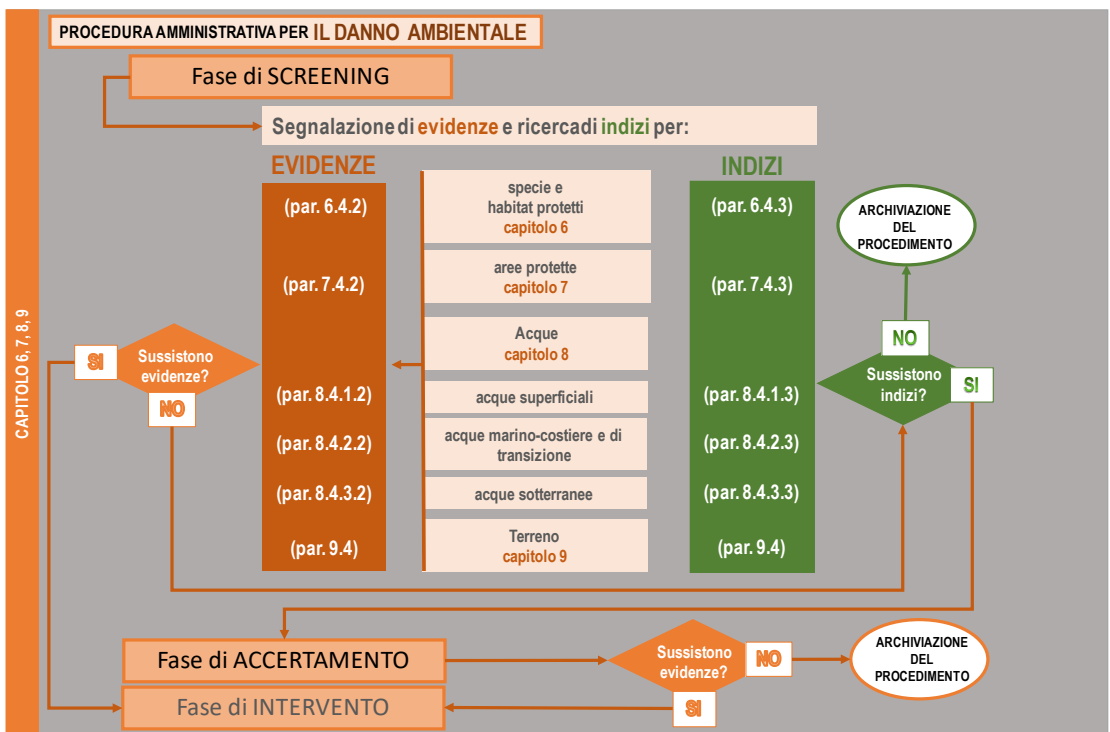 PROCEDURA AMMINISTRATIVA PER IL DANNO AMBIENTALE
Fase di SCREENING
Segnalazione di evidenze e ricerca di indizi per:
EVIDENZE
INDIZI
(par. 6.4.2)
specie e
habitat protetti
capitolo 6
(par. 6.4.3)
ARCHIVIAZIONE
DEL
PROCEDIMENTO
(par. 7.4.2)
aree protette
capitolo 7
(par. 7.4.3)
CAPITOLO 6, 7, 8, 9
SI
Sussistono
evidenze?
NO
Acque
capitolo 8
NO
Sussistono
indizi?
SI
(par. 8.4.1.2)
acque superficiali
(par. 8.4.1.3)
(par. 8.4.2.2)
acque marino-costiere e di
transizione
(par. 8.4.2.3)
(par. 8.4.3.2)
acque sotterranee
(par. 8.4.3.3)
(par. 9.4)
Terreno
capitolo 9
(par. 9.4)
Fase di ACCERTAMENTO
Sussistono
evidenze?
NO
ARCHIVIAZIONE
DEL
PROCEDIMENTO
Fase di INTERVENTO
SI